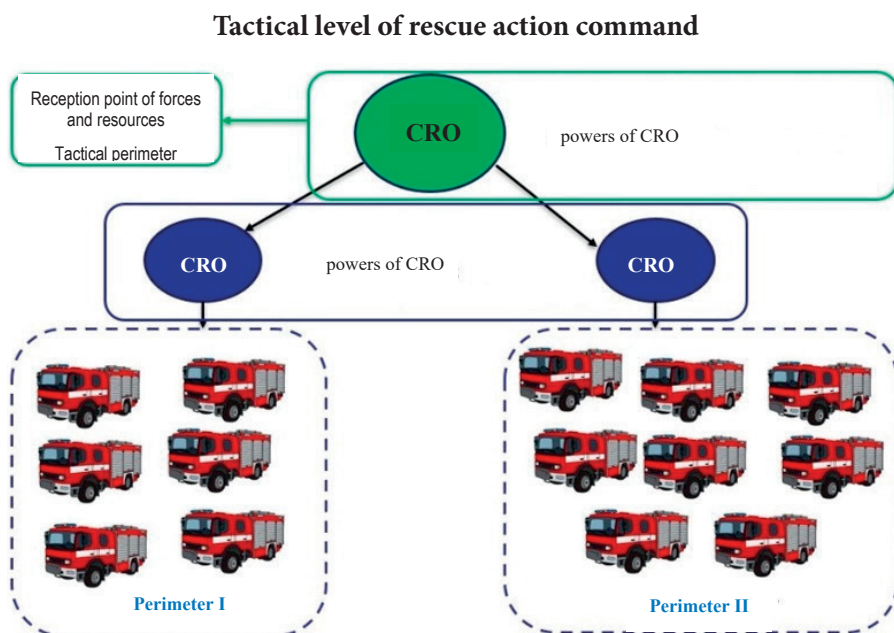 Tactical level of rescue action command
Reception point of forces
and resources
Tactical perimeter
CRO
powers of CRO
CRO
powers of CRO
CRO
Perimeter I
Perimeter II